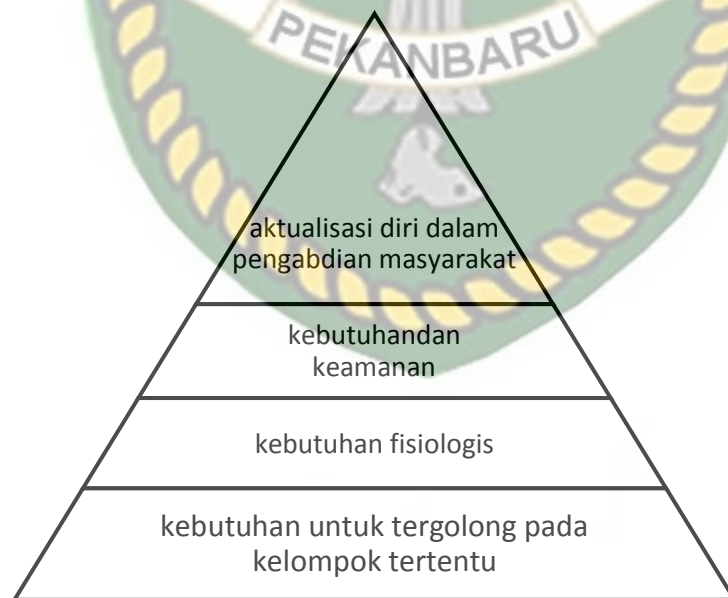 PEKANBARU
aktualisasi diri dalam
pengabdian masyarakat
kebutuhandan
keamanan
kebutuhan fisiologis
kebutuhan untuk tergolong pada
kelompok tertentu